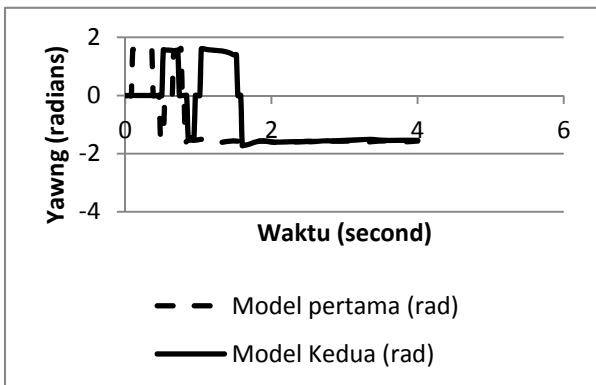 2
0
-2
-4
0
2
4
6
Yawng (radians)
Waktu (second)
Model pertama (rad)
Model Kedua (rad)